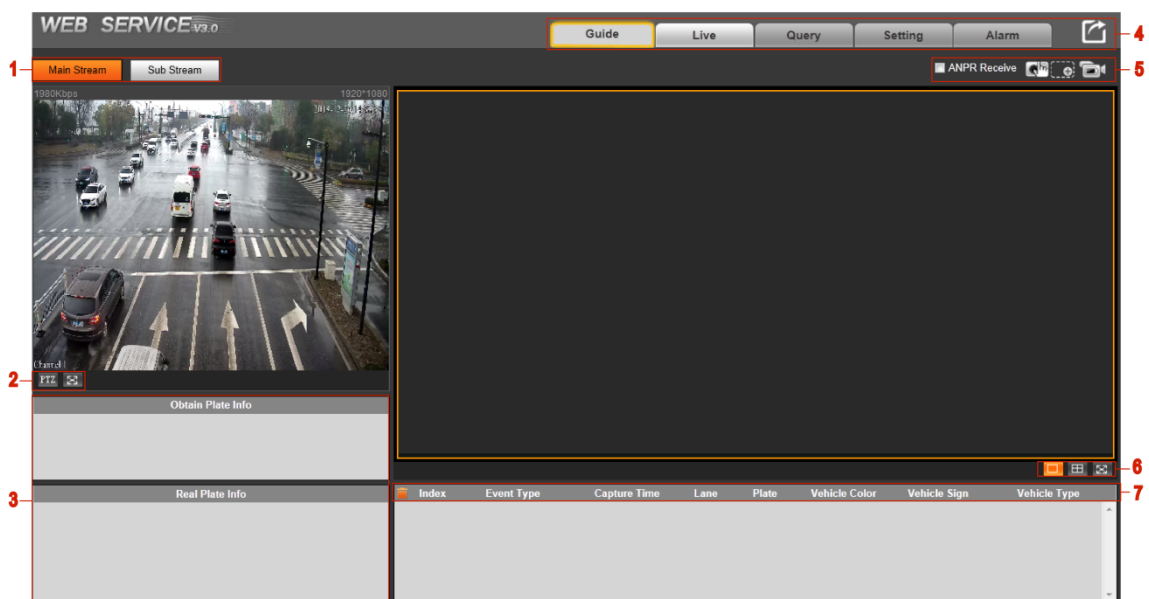 WEB SERVICE V3.0
Guide Live Query Setting Alarm
4
1
Main Stream Sub Stream
ANPR Receive
5
1980Kbps 1920*1080
Channel 1
2
PTZ
Obtain Plate Info
6
3
Real Plate Info
Index Event Type Capture Time Lane Plate Vehicle Color Vehicle Sign Vehicle Type
7